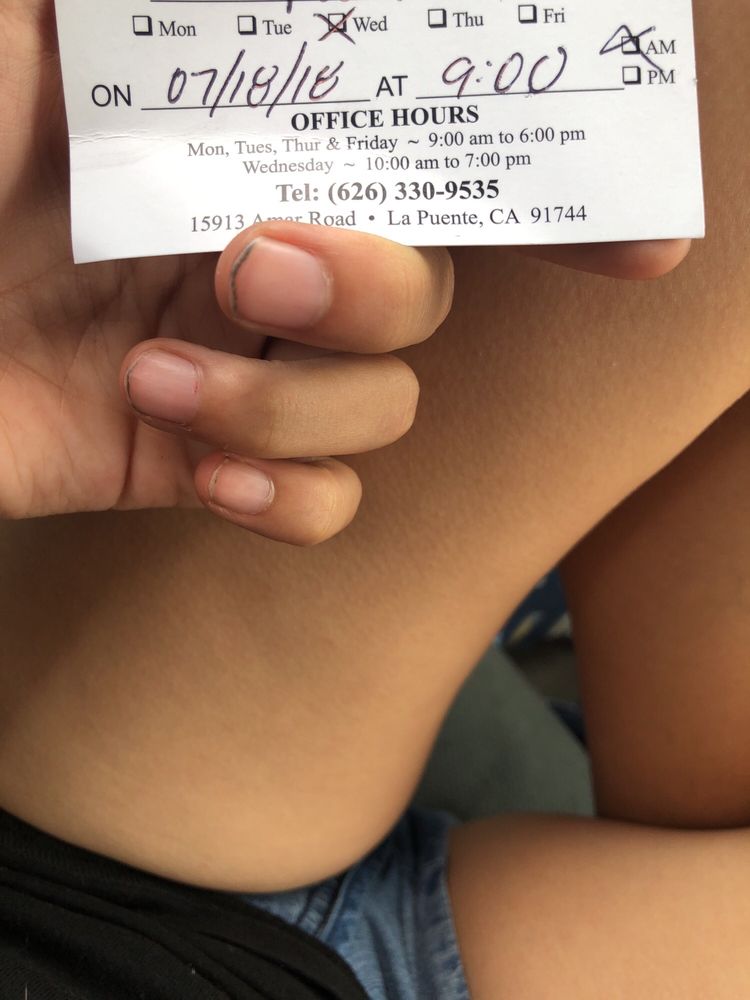 Mon Tue Wed Thu Fri
ON 07/18/18 AT 9:00 AM
PM
OFFICE HOURS
Mon, Tues, Thur & Friday ~ 9:00 am to 6:00 pm
Wednesday ~ 10:00 am to 7:00 pm
Tel: (626) 330-9535
15913 Amar Road • La Puente, CA 91744